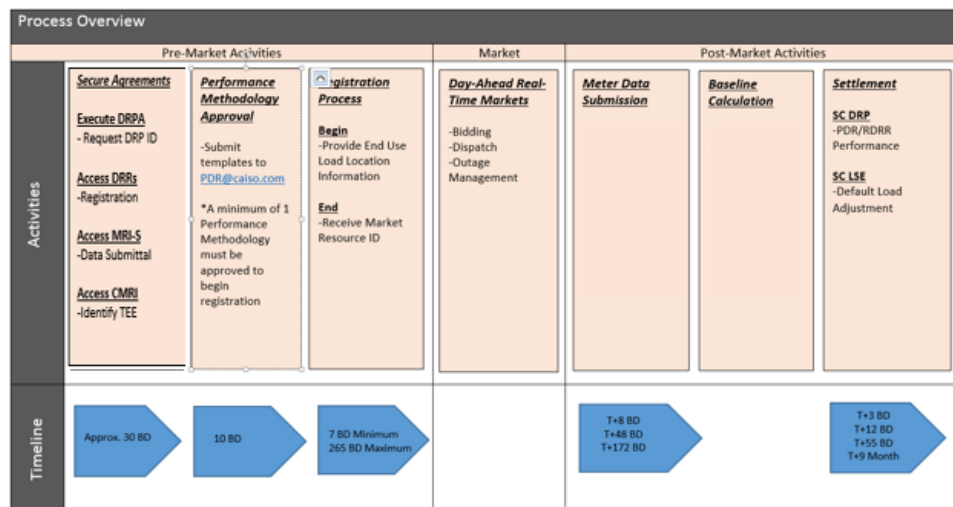 Process Overview
Pre-Market Activities
Market
Post-Market Activities
Activities
Secure Agreements
Execute DRPA
- Request DRP ID
Access DRRs
-Registration
Access MRI-S
-Data Submittal
Access CMRI
-Identify TEE
Performance
Methodology
Approval
-Submit
templates to
PDR@caiso.com
*A minimum of 1
Performance
Methodology
must be
approved to
begin
registration
egistration
Process
Begin
-Provide End Use
Load Location
Information
End
-Receive Market
Resource ID
Day-Ahead Real-
Time Markets
-Bidding
-Dispatch
-Outage
Management
Meter Data
Submission
Baseline
Calculation
Settlement
SC DRP
-PDR/RDRR
Performance
SC LSE
-Default Load
Adjustment
Timeline
Approx. 30 BD
10 BD
7 BD Minimum
265 BD Maximum
T+8 BD
T+48 BD
T+172 BD
T+3 BD
T+12 BD
T+55 BD
T+9 Month